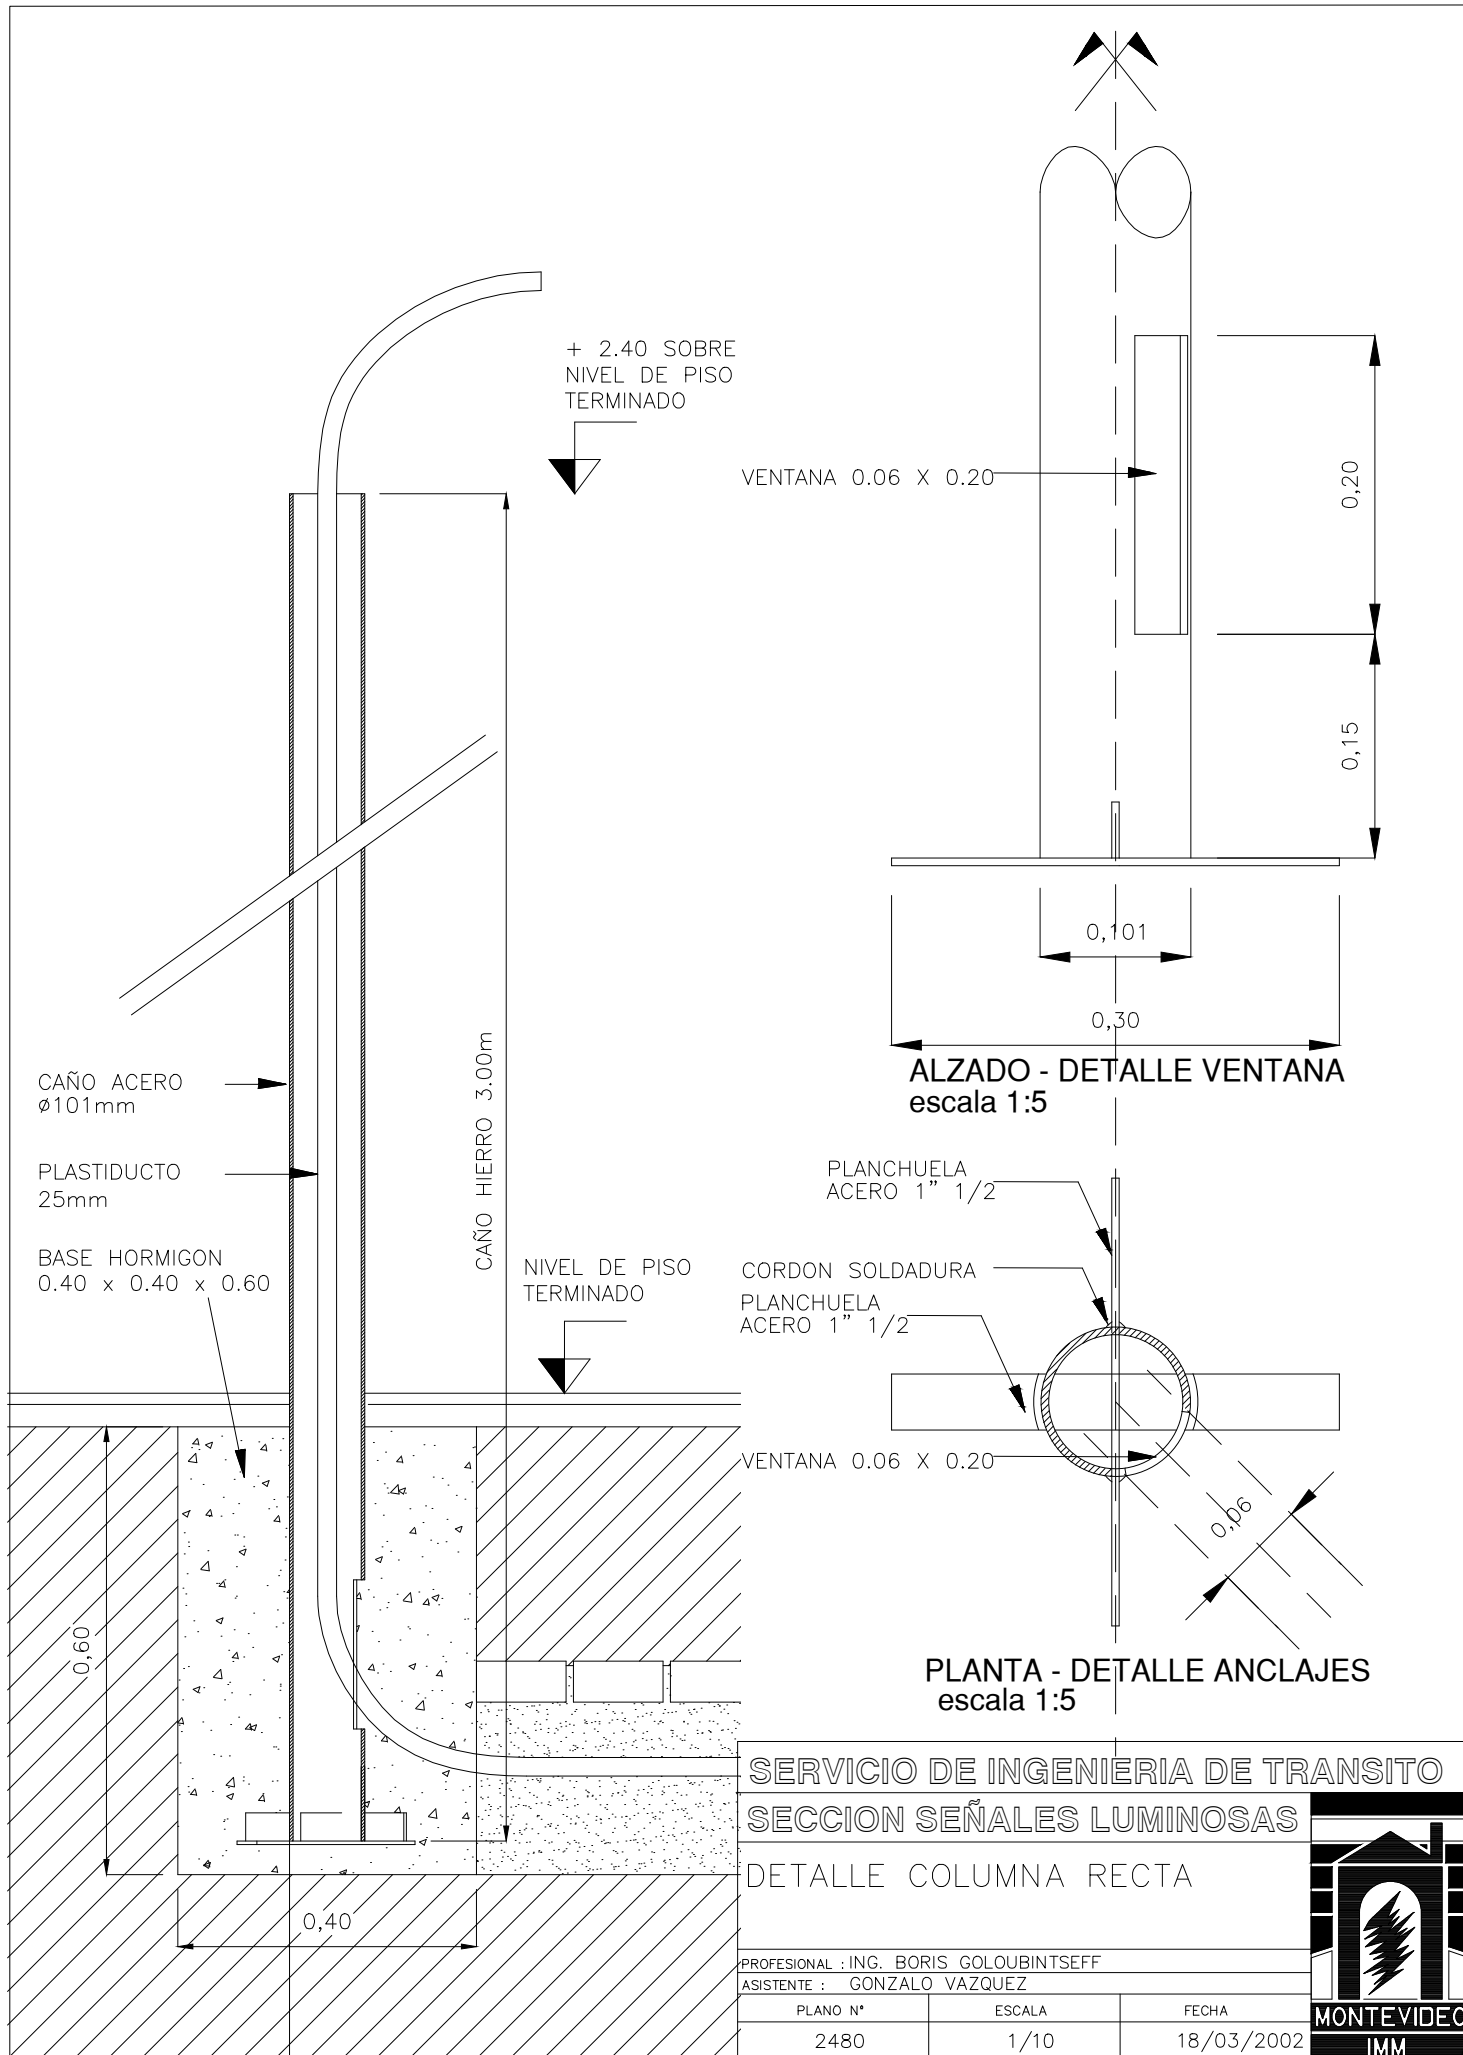 + 2.40 SOBRE
NIVEL DE PISO
TERMINADO
VENTANA 0.06 X 0.20
0,20
0,15
0,101
0,30
ALZADO - DETALLE VENTANA
escala 1:5
CAÑO ACERO
ø101mm
PLASTIDUCTO
25mm
BASE HORMIGON
0.40 x 0.40 x 0.60
CAÑO HIERRO 3.00m
NIVEL DE PISO
TERMINADO
0,60
0,40
PLANCHUELA
ACERO 1" 1/2
CORDON SOLDADURA
PLANCHUELA
ACERO 1" 1/2
VENTANA 0.06 X 0.20
0,06
PLANTA - DETALLE ANCLAJES
escala 1:5
SERVICIO DE INGENIERIA DE TRANSITO
SECCION SEÑALES LUMINOSAS
DETALLE COLUMNA RECTA
PROFESIONAL : ING. BORIS GOLOUBINTSEFF
ASISTENTE : GONZALO VAZQUEZ
PLANO Nº ESCALA FECHA
2480 1/10 18/03/2002
MONTEVIDEO
IMM